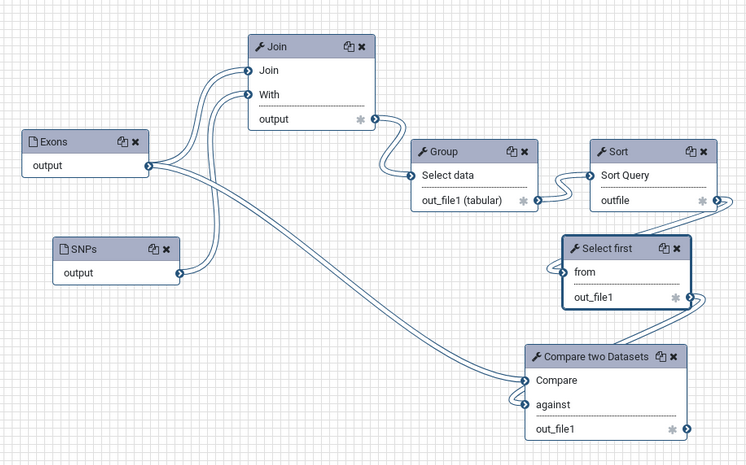 Join
Join
With
output
Exons
output
Group
Select data
out_file1 (tabular)
Sort
Sort Query
outfile
SNPs
output
Select first
from
out_file1
Compare two Datasets
Compare
against
out_file1